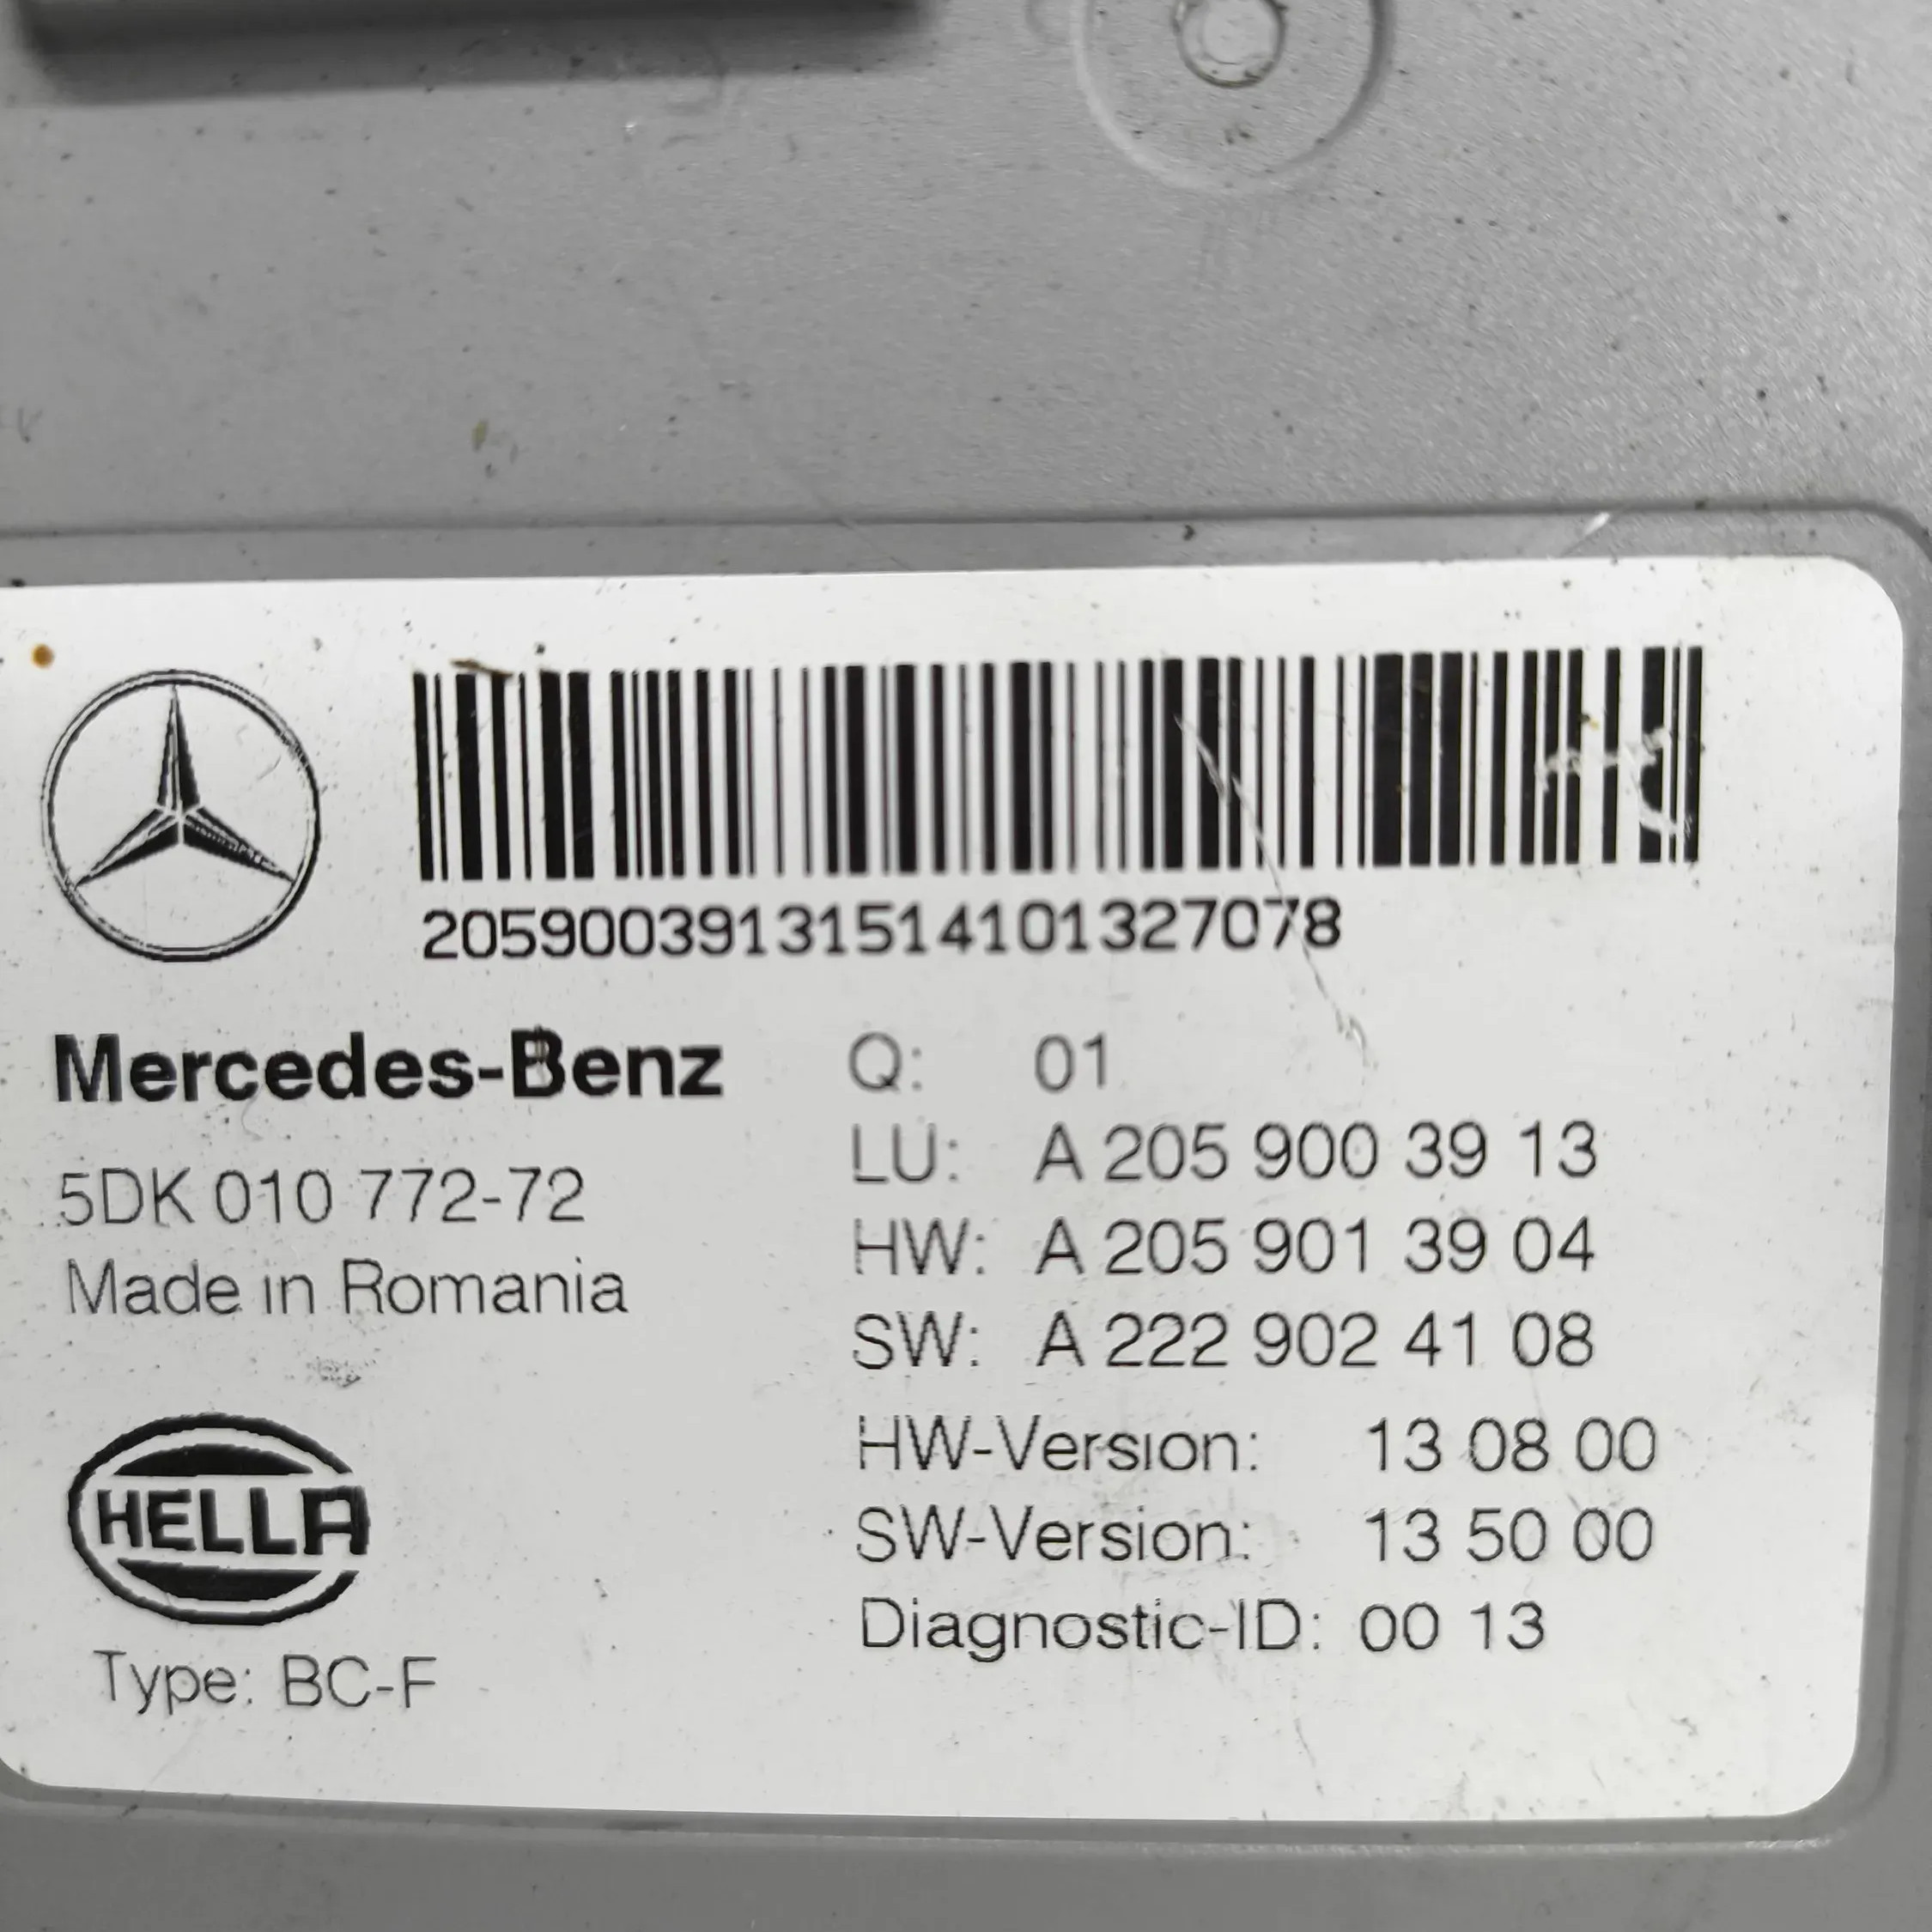 2059003913151410132​7078
Mercedes-Benz
5DK 010 772-72
Made in Romania
HELLA
Type: BC-F
Q: 01
LU: A 205 900 39 13
HW: A 205 901 39 04
SW: A 222 902 41 08
HW-Version: 13 08 00
SW-Version: 13 50 00
Diagnostic-ID: 00 13